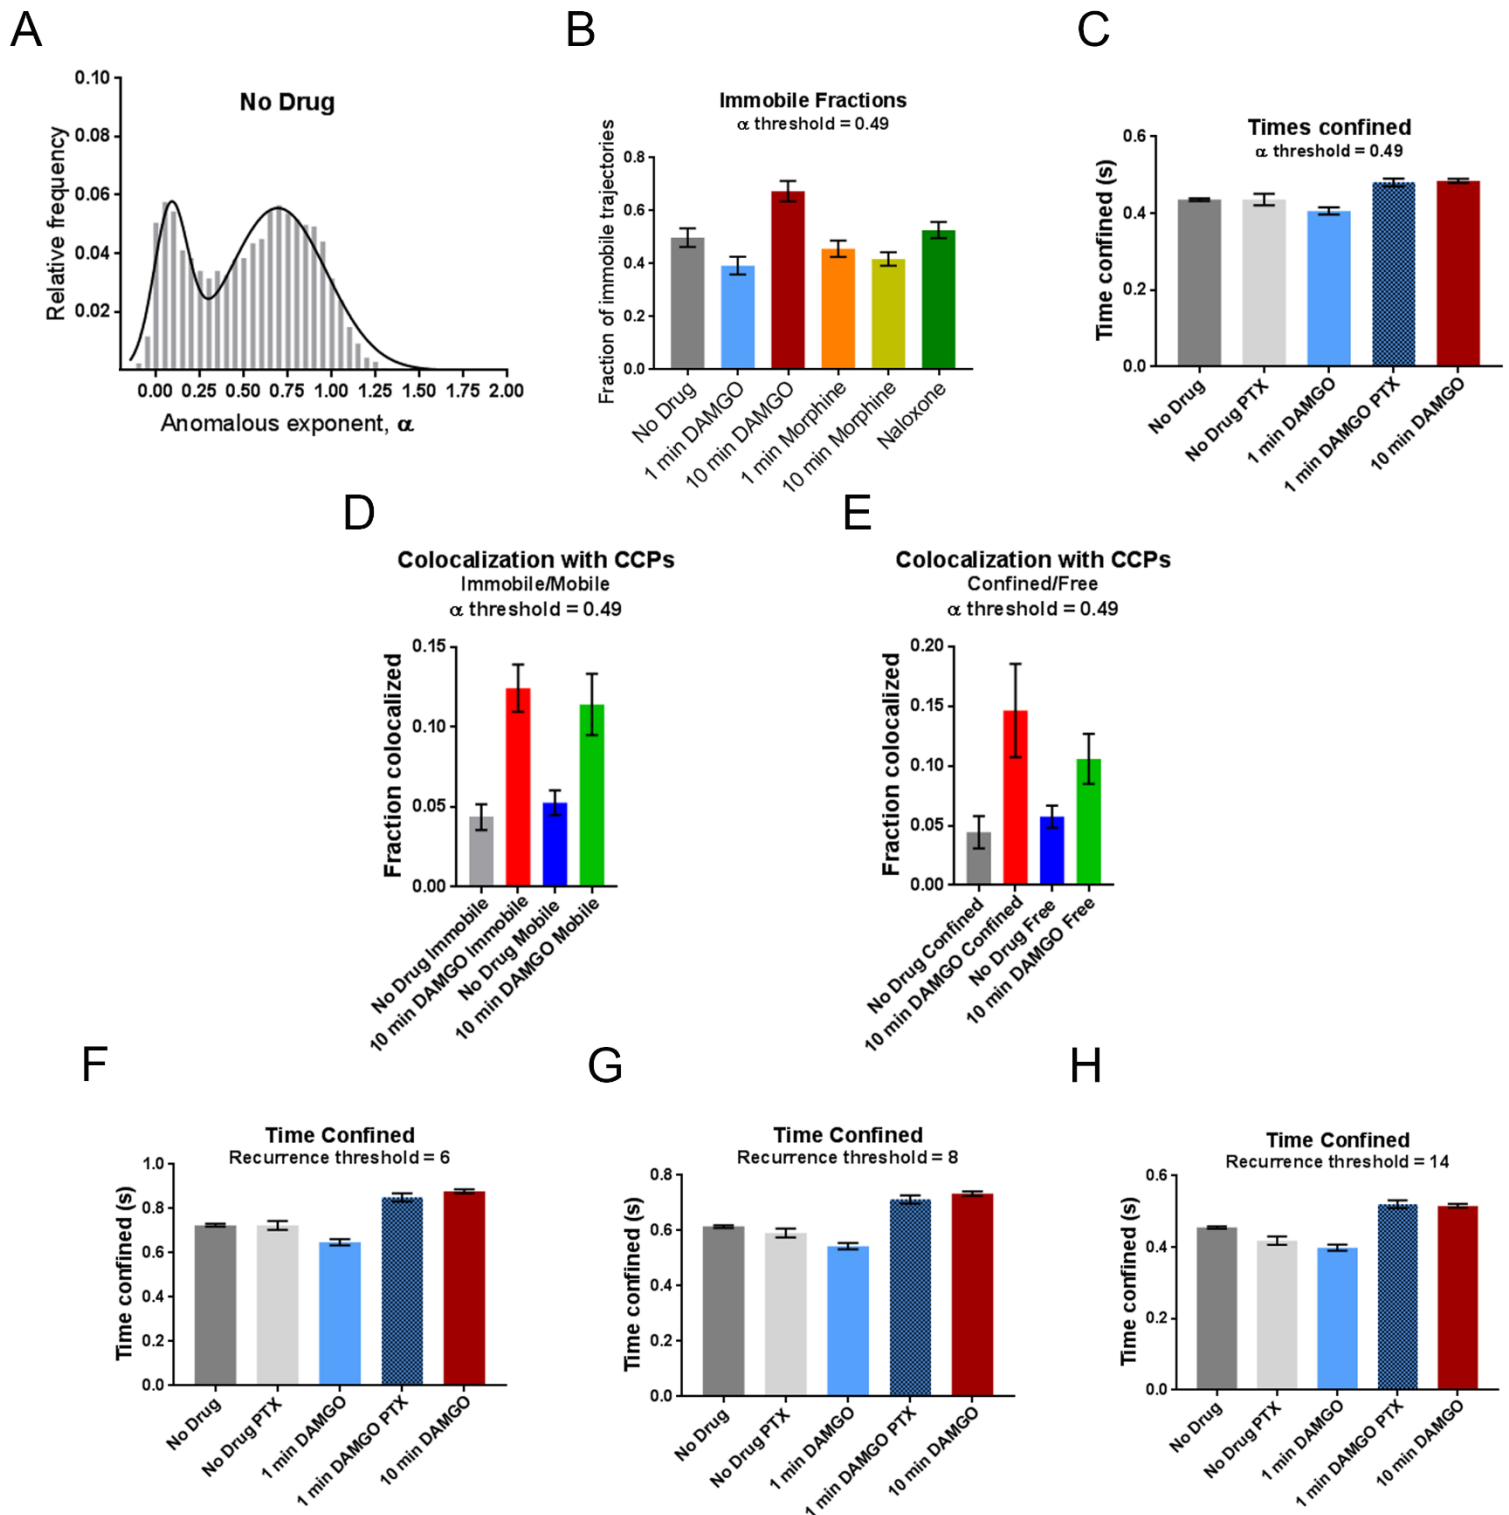 A
No Drug
Relative frequency
0.10
0.08
0.06
0.04
0.02
0.00 0.25 0.50 0.75 1.00 1.25 1.50 1.75 2.00
Anomalous exponent, α
B
Immobile Fractions
α threshold = 0.49
Fraction of immobile trajectories
0.8
0.6
0.4
0.2
0.0
No Drug
1 min DAMGO
10 min DAMGO
1 min Morphine
10 min Morphine
Naloxone
C
Times confined
α threshold = 0.49
Time confined (s)
0.6
0.4
0.2
0.0
No Drug
No Drug PTX
1 min DAMGO
1 min DAMGO PTX
10 min DAMGO
D
Colocalization with CCPs
Immobile/Mobile
α threshold = 0.49
Fraction colocalized
0.15
0.10
0.05
0.00
No Drug Immobile
10 min DAMGO Immobile
No Drug Mobile
10 min DAMGO Mobile
E
Colocalization with CCPs
Confined/Free
α threshold = 0.49
Fraction colocalized
0.20
0.15
0.10
0.05
0.00
No Drug Confined
10 min DAMGO Confined
No Drug Free
10 min DAMGO Free
F
Time Confined
Recurrence threshold = 6
Time confined (s)
1.0
0.8
0.6
0.4
0.2
0.0
No Drug
No Drug PTX
1 min DAMGO
1 min DAMGO PTX
10 min DAMGO
G
Time Confined
Recurrence threshold = 8
Time confined (s)
0.8
0.6
0.4
0.2
0.0
No Drug
No Drug PTX
1 min DAMGO
1 min DAMGO PTX
10 min DAMGO
H
Time Confined
Recurrence threshold = 14
Time confined (s)
0.6
0.4
0.2
0.0
No Drug
No Drug PTX
1 min DAMGO
1 min DAMGO PTX
10 min DAMGO